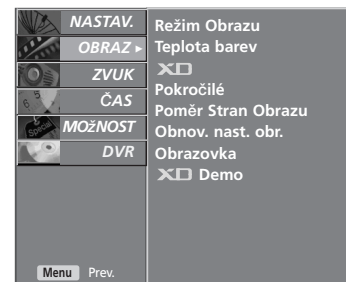 NASTAV.
OBRAZ ▸
ZVUK
ČAS
MOžNOST
DVR
Menu Prev.
Režim Obrazu
Teplota barev
XD
Pokročilé
Poměr Stran Obrazu
Obnov. nast. obr.
Obrazovka
XD Demo